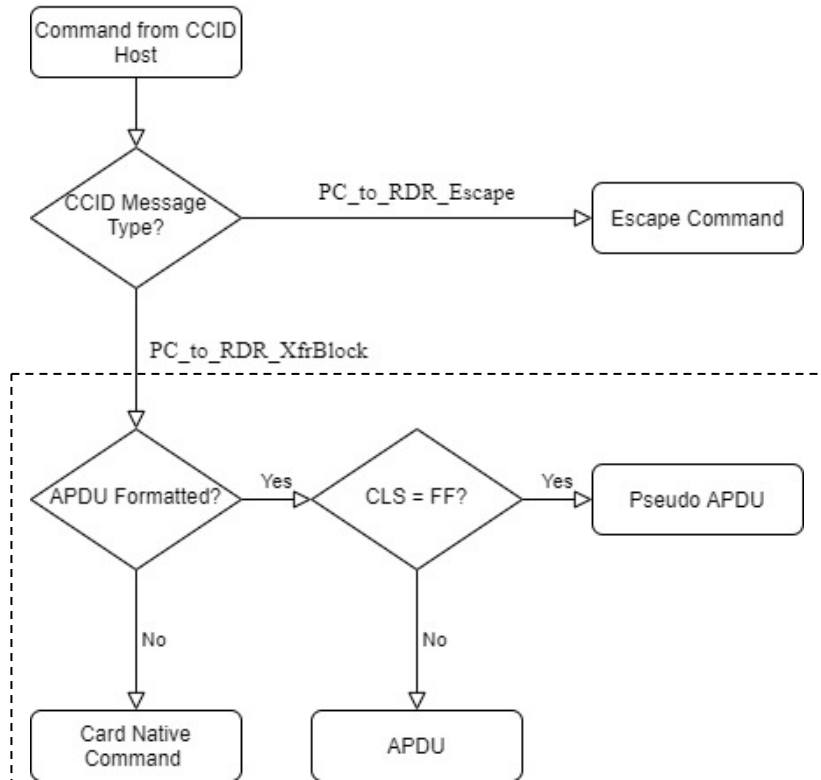 Command from CCID
Host
PC_to_RDR_Escape
CCID Message
Type?
Escape Command
PC_to_RDR_XfrBlock
APDU Formatted?
Yes
CLS = FF?
Yes
Pseudo APDU
No
No
Card Native
Command
APDU